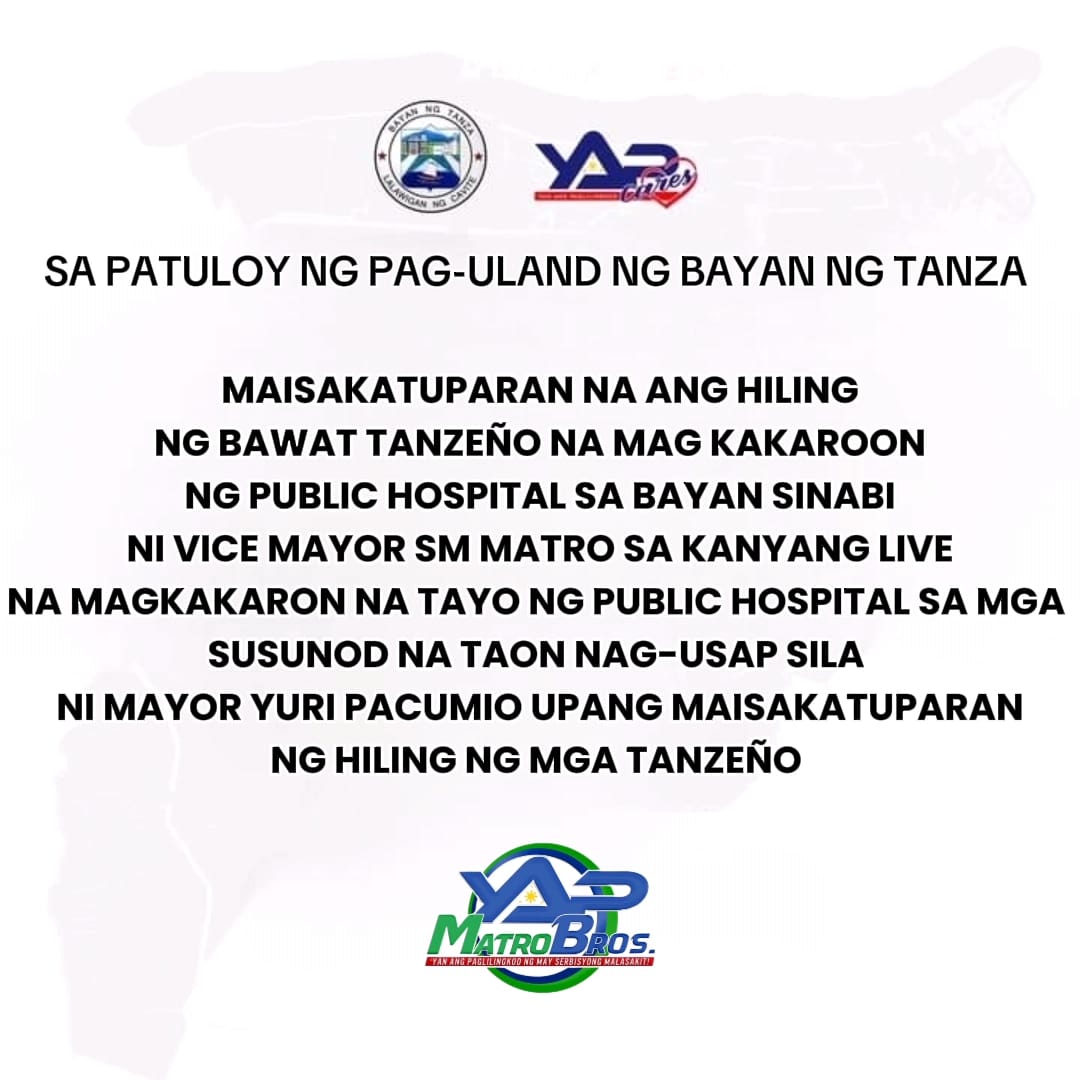 BAYAN NG TANZA
LALAWIGAN NG CAVITE
YAP
cares
SA PATULOY NG PAG-ULAND NG BAYAN NG TANZA
MAISAKATUPARAN NA ANG HILING
NG BAWAT TANZEÑO NA MAG KAKAROON
NG PUBLIC HOSPITAL SA BAYAN SINABI
NI VICE MAYOR SM MATRO SA KANYANG LIVE
NA MAGKAKARON NA TAYO NG PUBLIC HOSPITAL SA MGA
SUSUNOD NA TAON NAG-USAP SILA
NI MAYOR YURI PACUMIO UPANG MAISAKATUPARAN
NG HILING NG MGA TANZEÑO
YAP
MATRO BROS.
"YAN ANG PAGLILINGKOD NG MAY SERBISYONG MALASAKIT!